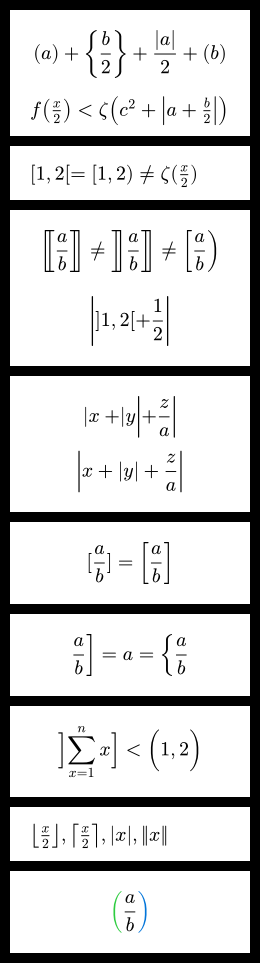 (a) + {b/2} + |a|/2 + (b)
f(x/2) < ζ(c² + |a + b/2|)
[1,2[= [1,2) ≠ ζ(x/2)
⟦a/b⟧ ≠ ⟧a/b⟧ ≠ [a/b)
|]1,2[+1/2|
|x +|y|+z/a|
|x + |y| + z/a|
[a/b] = [a/b]
a/b] = a = {a/b
]∑_{x=1}^{n} x] < (1,2)
⌊x/2⌋, ⌈x/2⌉, |x|, ‖x‖
(a/b)